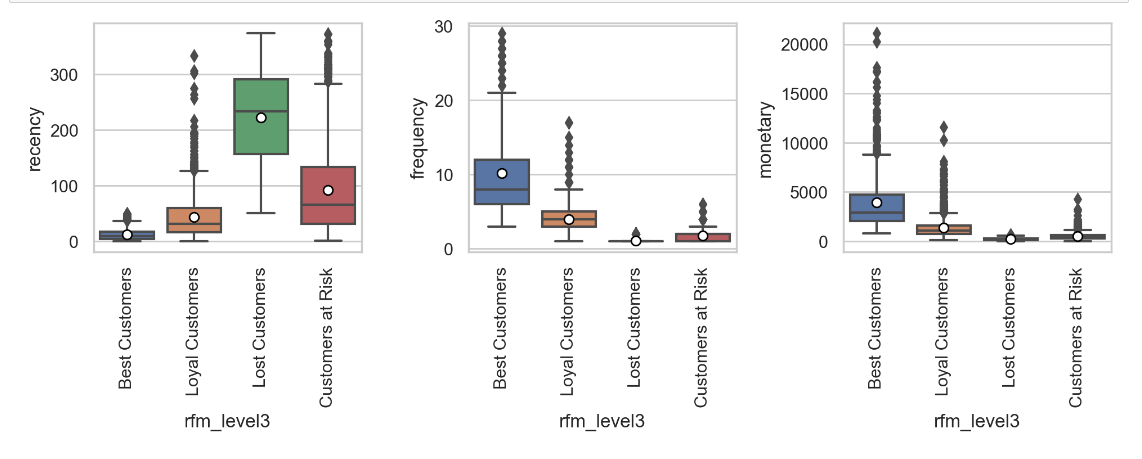 recency
300
200
100
0
Best Customers
Loyal Customers
Lost Customers
Customers at Risk
rfm_level3
frequency
30
20
10
0
Best Customers
Loyal Customers
Lost Customers
Customers at Risk
rfm_level3
monetary
20000
15000
10000
5000
0
Best Customers
Loyal Customers
Lost Customers
Customers at Risk
rfm_level3